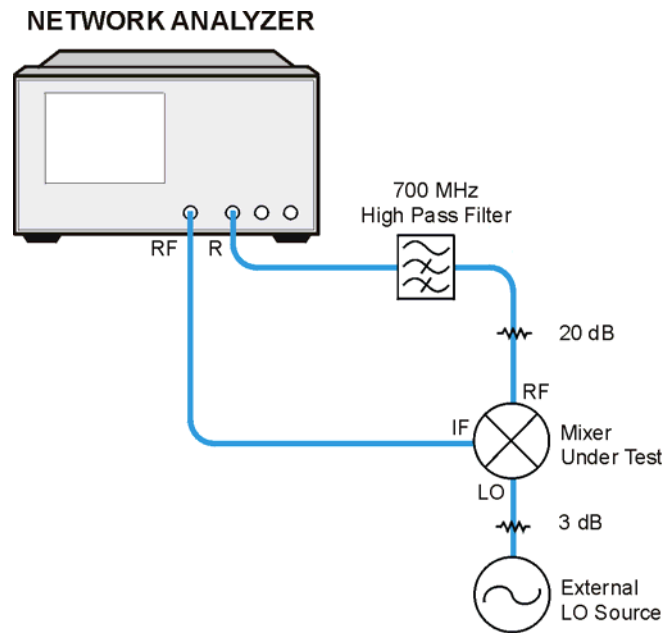 NETWORK ANALYZER
RF
R
700 MHz
High Pass Filter
20 dB
RF
IF
Mixer
Under Test
LO
3 dB
External
LO Source